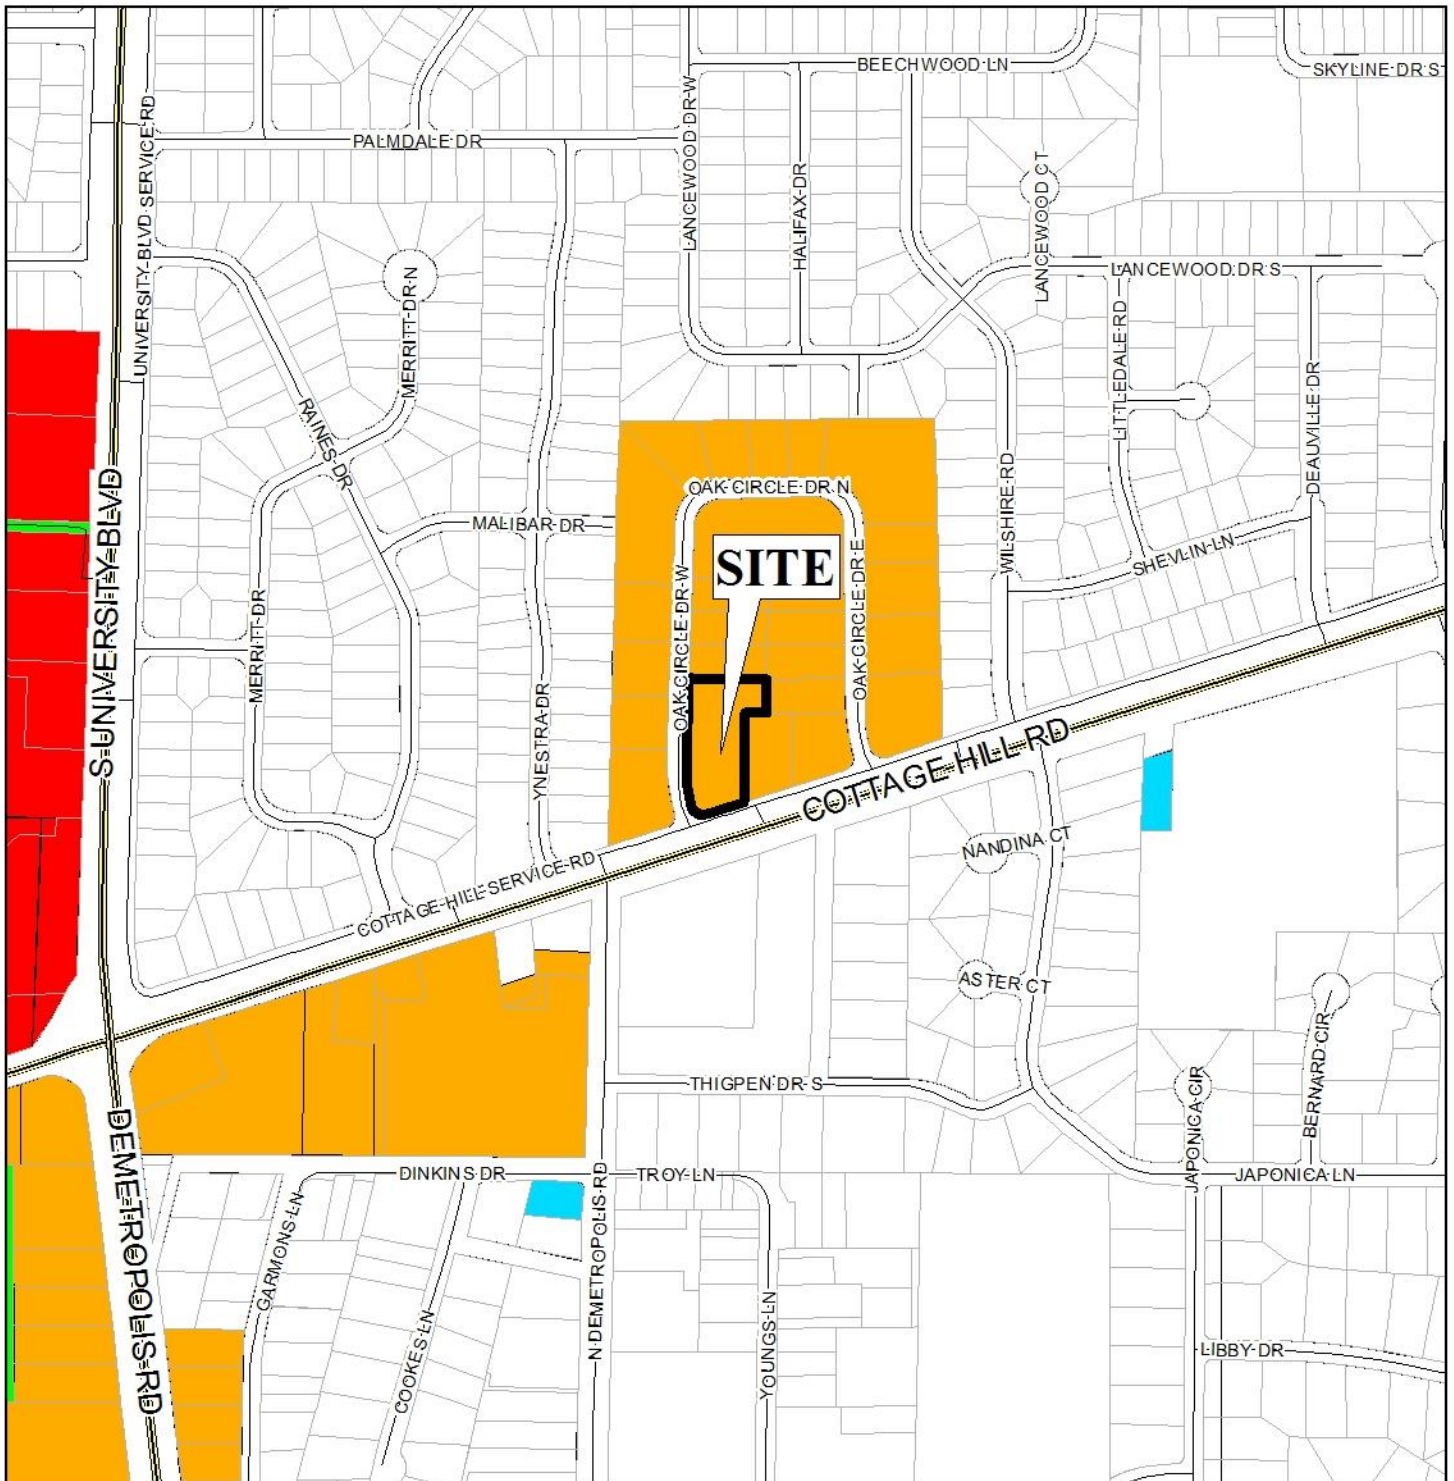 BEECHWOOD LN
SKYLINE DR S
UNIVERSITY BLVD SERVICE RD
PALMDALE DR
LANCEWOOD DR W
HALIFAX DR
LANCEWOOD CT
LANCEWOOD DR S
MERRITT DR N
RAINES DR
LITTLEDALE RD
DEAUVILLE DR
S UNIVERSITY BLVD
OAK CIRCLE DR N
MALIBAR DR
WILSHIRE RD
SHEVLIN LN
SITE
OAK CIRCLE DR W
OAK CIRCLE DR E
MERRITT DR
YNESTRA DR
COTTAGE HILL RD
NANDINA CT
COTTAGE HILL SERVICE RD
ASTER CT
BERNARD CIR
THIGPEN DR S
JAPONICA CIR
DEMETROPOLIS RD
DINKINS DR
TROY LN
JAPONICA LN
GARMONS LN
N DEMETROPOLIS RD
COOKES LN
YOUNGS LN
LIBBY DR